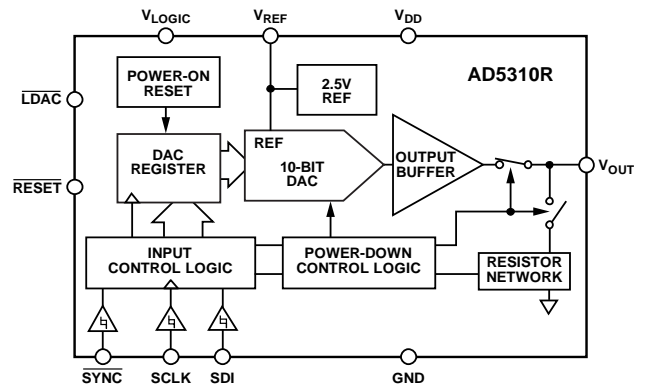 VLOGIC
VREF
VDD
AD5310R
POWER-ON
RESET
2.5V
REF
LDAC
DAC
REGISTER
REF
10-BIT
DAC
OUTPUT
BUFFER
VOUT
RESET
INPUT
CONTROL LOGIC
POWER-DOWN
CONTROL LOGIC
RESISTOR
NETWORK
SYNC
SCLK
SDI
GND